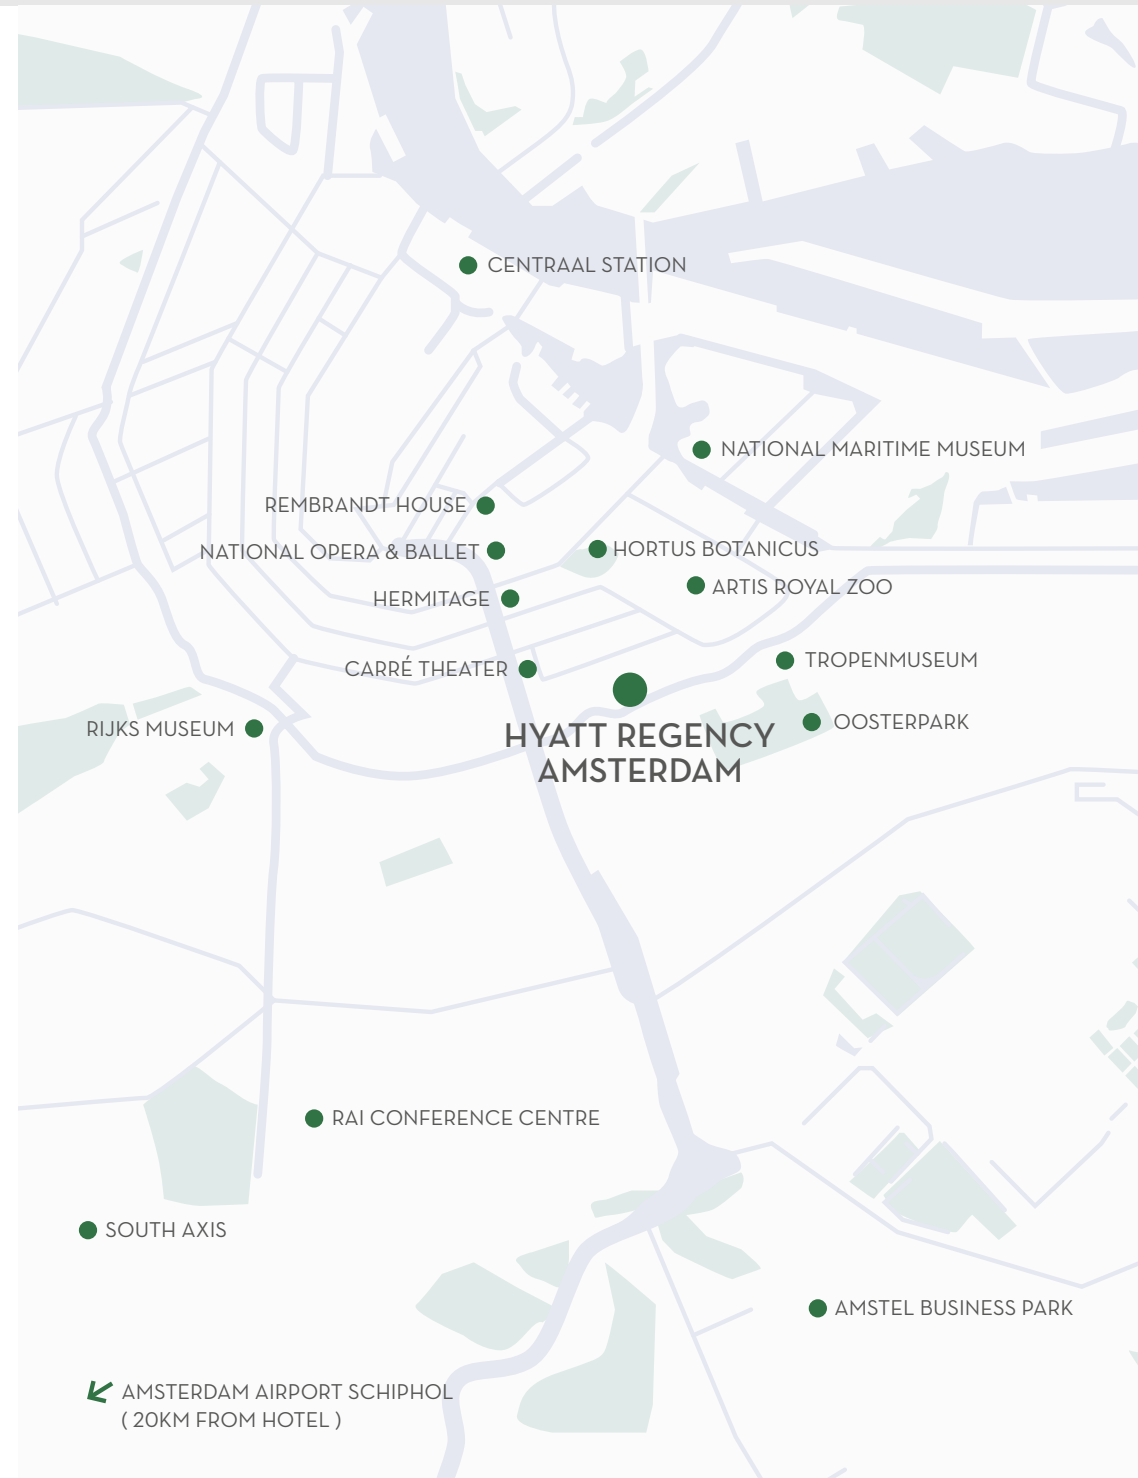 CENTRAAL STATION
NATIONAL MARITIME MUSEUM
REMBRANDT HOUSE
NATIONAL OPERA & BALLET
HORTUS BOTANICUS
ARTIS ROYAL ZOO
HERMITAGE
TROPENMUSEUM
CARRÉ THEATER
OOSTERPARK
RIJKS MUSEUM
HYATT REGENCY
AMSTERDAM
RAI CONFERENCE CENTRE
SOUTH AXIS
AMSTEL BUSINESS PARK
AMSTERDAM AIRPORT SCHIPHOL
( 20KM FROM HOTEL )